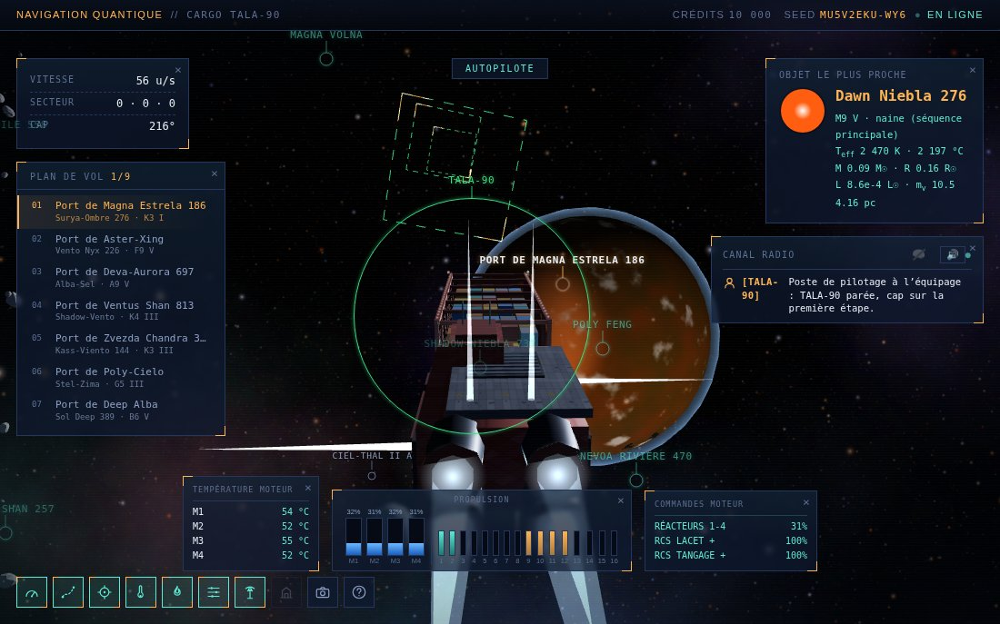 NAVIGATION QUANTIQUE // CARGO TALA-90
CRÉDITS 10 000 SEED MU5V2EKU-WY6 • EN LIGNE
MAGNA VOLNA
AUTOPILOTE
VITESSE 56 u/s
SECTEUR 0 · 0 · 0
CAP 216°
OBJET LE PLUS PROCHE
Dawn Niebla 276
M9 V · naine (séquence
principale)
Teff 2 470 K · 2 197 °C
M 0.09 M☉ · R 0.16 R☉
L 8.6e-4 L☉ · mv 10.5
4.16 pc
PLAN DE VOL 1/9
01 Port de Magna Estrela 186
Surya-Ombre 276 · K3 I
02 Port de Aster-Xing
Vento Nyx 226 · F9 V
03 Port de Deva-Aurora 697
Alba-Sel · A9 V
04 Port de Ventus Shan 813
Shadow-Vento · K4 III
05 Port de Zvezda Chandra 3…
Kass-Viento 144 · K3 III
06 Port de Poly-Cielo
Stel-Zima · G5 III
07 Port de Deep Alba
Sol Deep 389 · B6 V
TALA-90
PORT DE MAGNA ESTRELA 186
POLY FENG
SHADOW NIEBLA
CANAL RADIO
[TALA-90] Poste de pilotage à l’équipage
: TALA-90 parée, cap sur la
première étape.
CIEL-THAL II A
NEVOA RIVIÈRE 470
SHAN 257
TEMPÉRATURE MOTEUR
M1 54 °C
M2 52 °C
M3 55 °C
M4 52 °C
PROPULSION
32% 31% 32% 31%
M1 M2 M3 M4 1 2 3 4 5 6 7 8 9 10 11 12 13 14 15 16
COMMANDES MOTEUR
RÉACTEURS 1-4 31%
RCS LACET + 100%
RCS TANGAGE + 100%